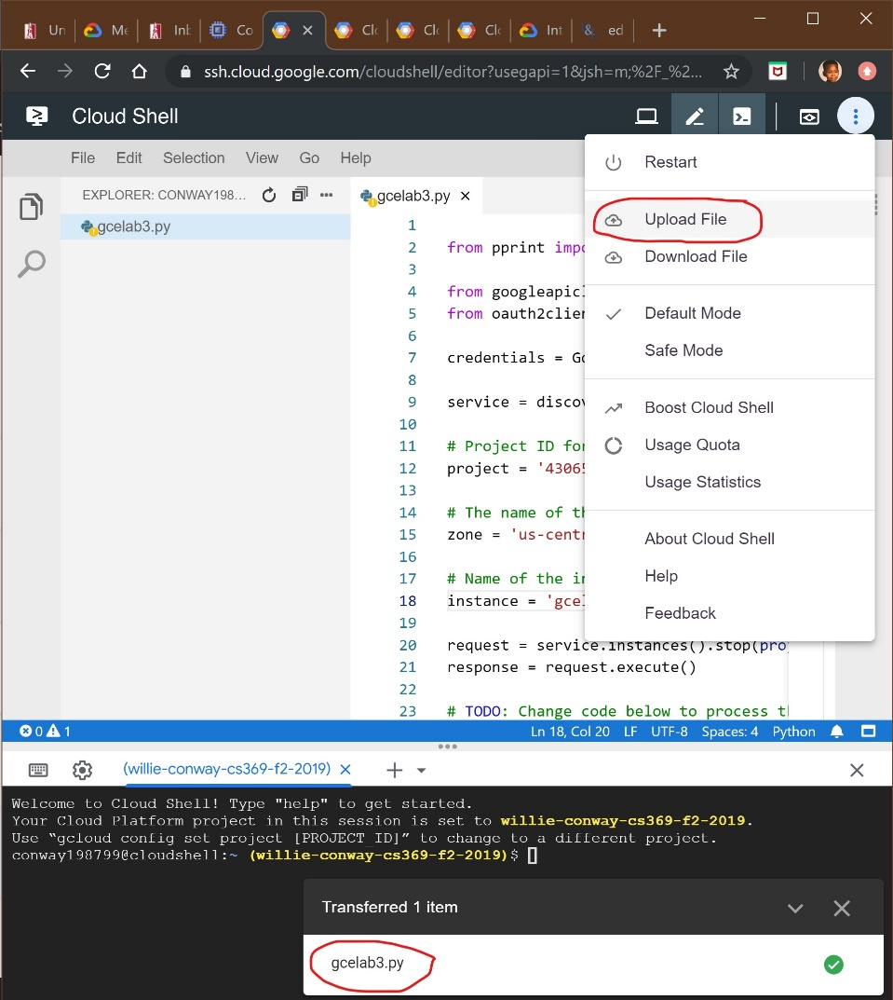 Un
Me
Int
Co
Clo
Clo
Clo
Int
ed
ssh.cloud.google.com/cloudshell/editor?usegapi=1&jsh=m;%2F_%2...
Cloud Shell
File Edit Selection View Go Help
EXPLORER: CONWAY198...
gcelab3.py
gcelab3.py
1
2 from pprint impo
3
4 from googleapicl
5 from oauth2clien
6
7 credentials = Go
8
9 service = discov
10
11 # Project ID for
12 project = '43065
13
14 # The name of th
15 zone = 'us-centr
16
17 # Name of the in
18 instance = 'gcel
19
20 request = service.instances().stop(pro
21 response = request.execute()
22
23 # TODO: Change code below to process th
Restart
Upload File
Download File
Default Mode
Safe Mode
Boost Cloud Shell
Usage Quota
Usage Statistics
About Cloud Shell
Help
Feedback
0 1 Ln 18, Col 20 LF UTF-8 Spaces: 4 Python
(willie-conway-cs369-f2-2019)
Welcome to Cloud Shell! Type "help" to get started.
Your Cloud Platform project in this session is set to willie-conway-cs369-f2-2019.
Use “gcloud config set project [PROJECT_ID]” to change to a different project.
conway198799@cloudshell:~ (willie-conway-cs369-f2-2019)$
Transferred 1 item
gcelab3.py